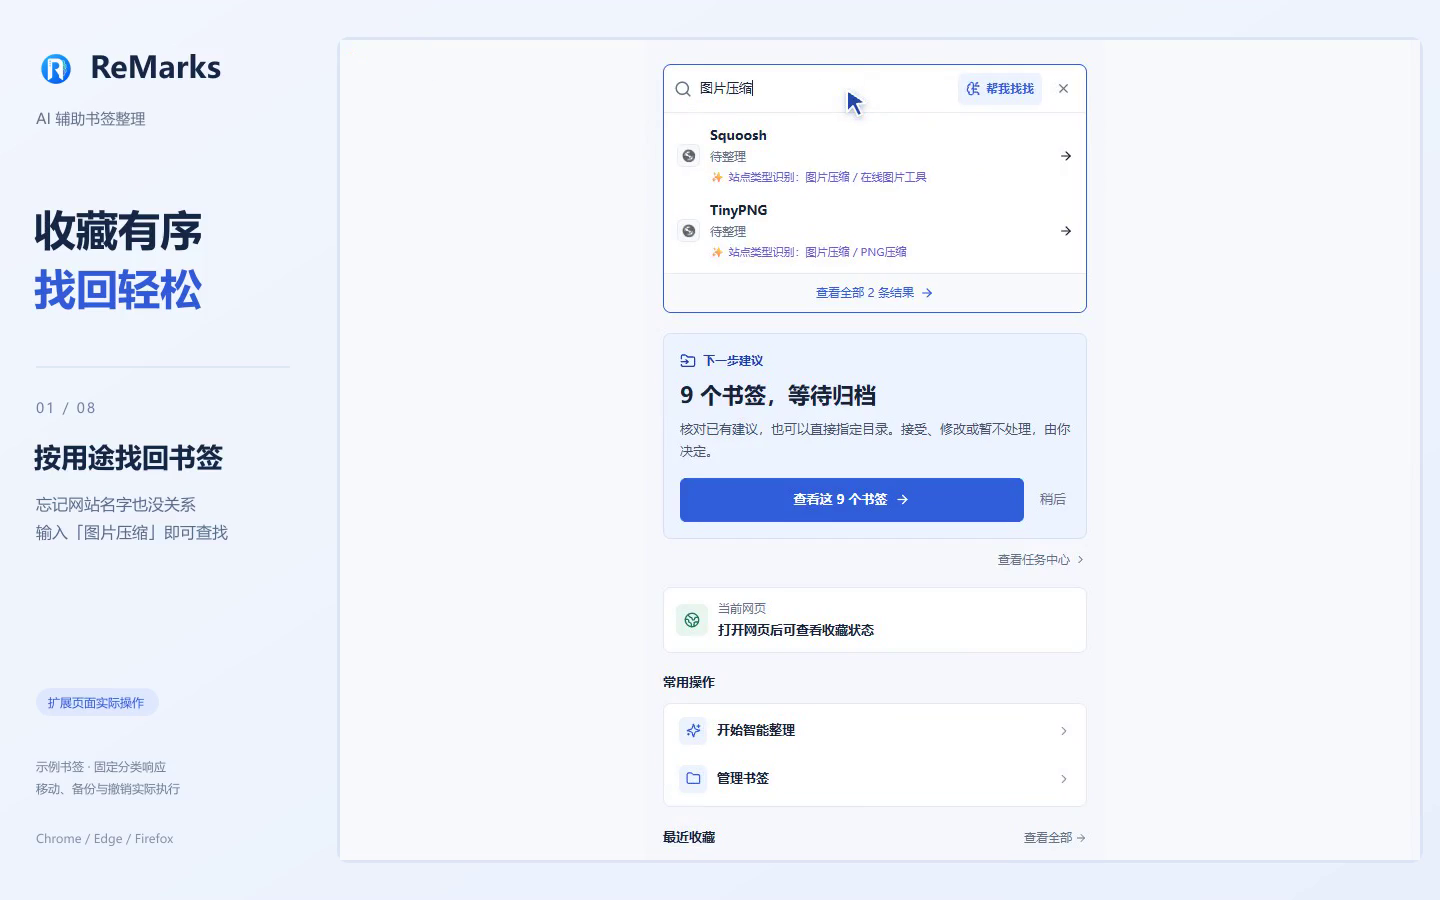 ReMarks
AI 辅助书签整理
收藏有序
找回轻松
01 / 08
按用途找回书签
忘记网站名字也没关系
输入「图片压缩」即可查找
扩展页面实际操作
示例书签 · 固定分类响应
移动、备份与撤销实际执行
Chrome / Edge / Firefox
图片压缩
帮我找找
Squoosh
待整理
站点类型识别：图片压缩 / 在线图片工具
TinyPNG
待整理
站点类型识别：图片压缩 / PNG压缩
查看全部 2 条结果
下一步建议
9 个书签，等待归档
核对已有建议，也可以直接指定目录。接受、修改或暂不处理，由你
决定。
查看这 9 个书签
稍后
查看任务中心
当前网页
打开网页后可查看收藏状态
常用操作
开始智能整理
管理书签
最近收藏
查看全部